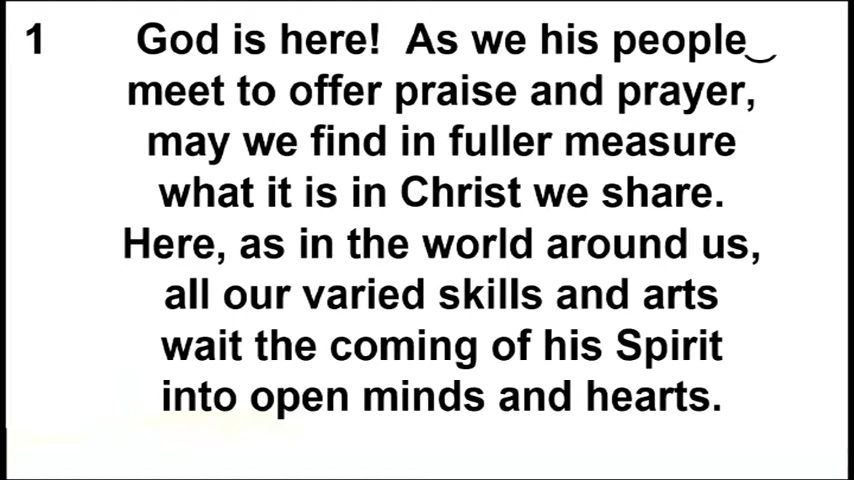 1 God is here! As we his people‿
meet to offer praise and prayer,
may we find in fuller measure
what it is in Christ we share.
Here, as in the world around us,
all our varied skills and arts
wait the coming of his Spirit
into open minds and hearts.